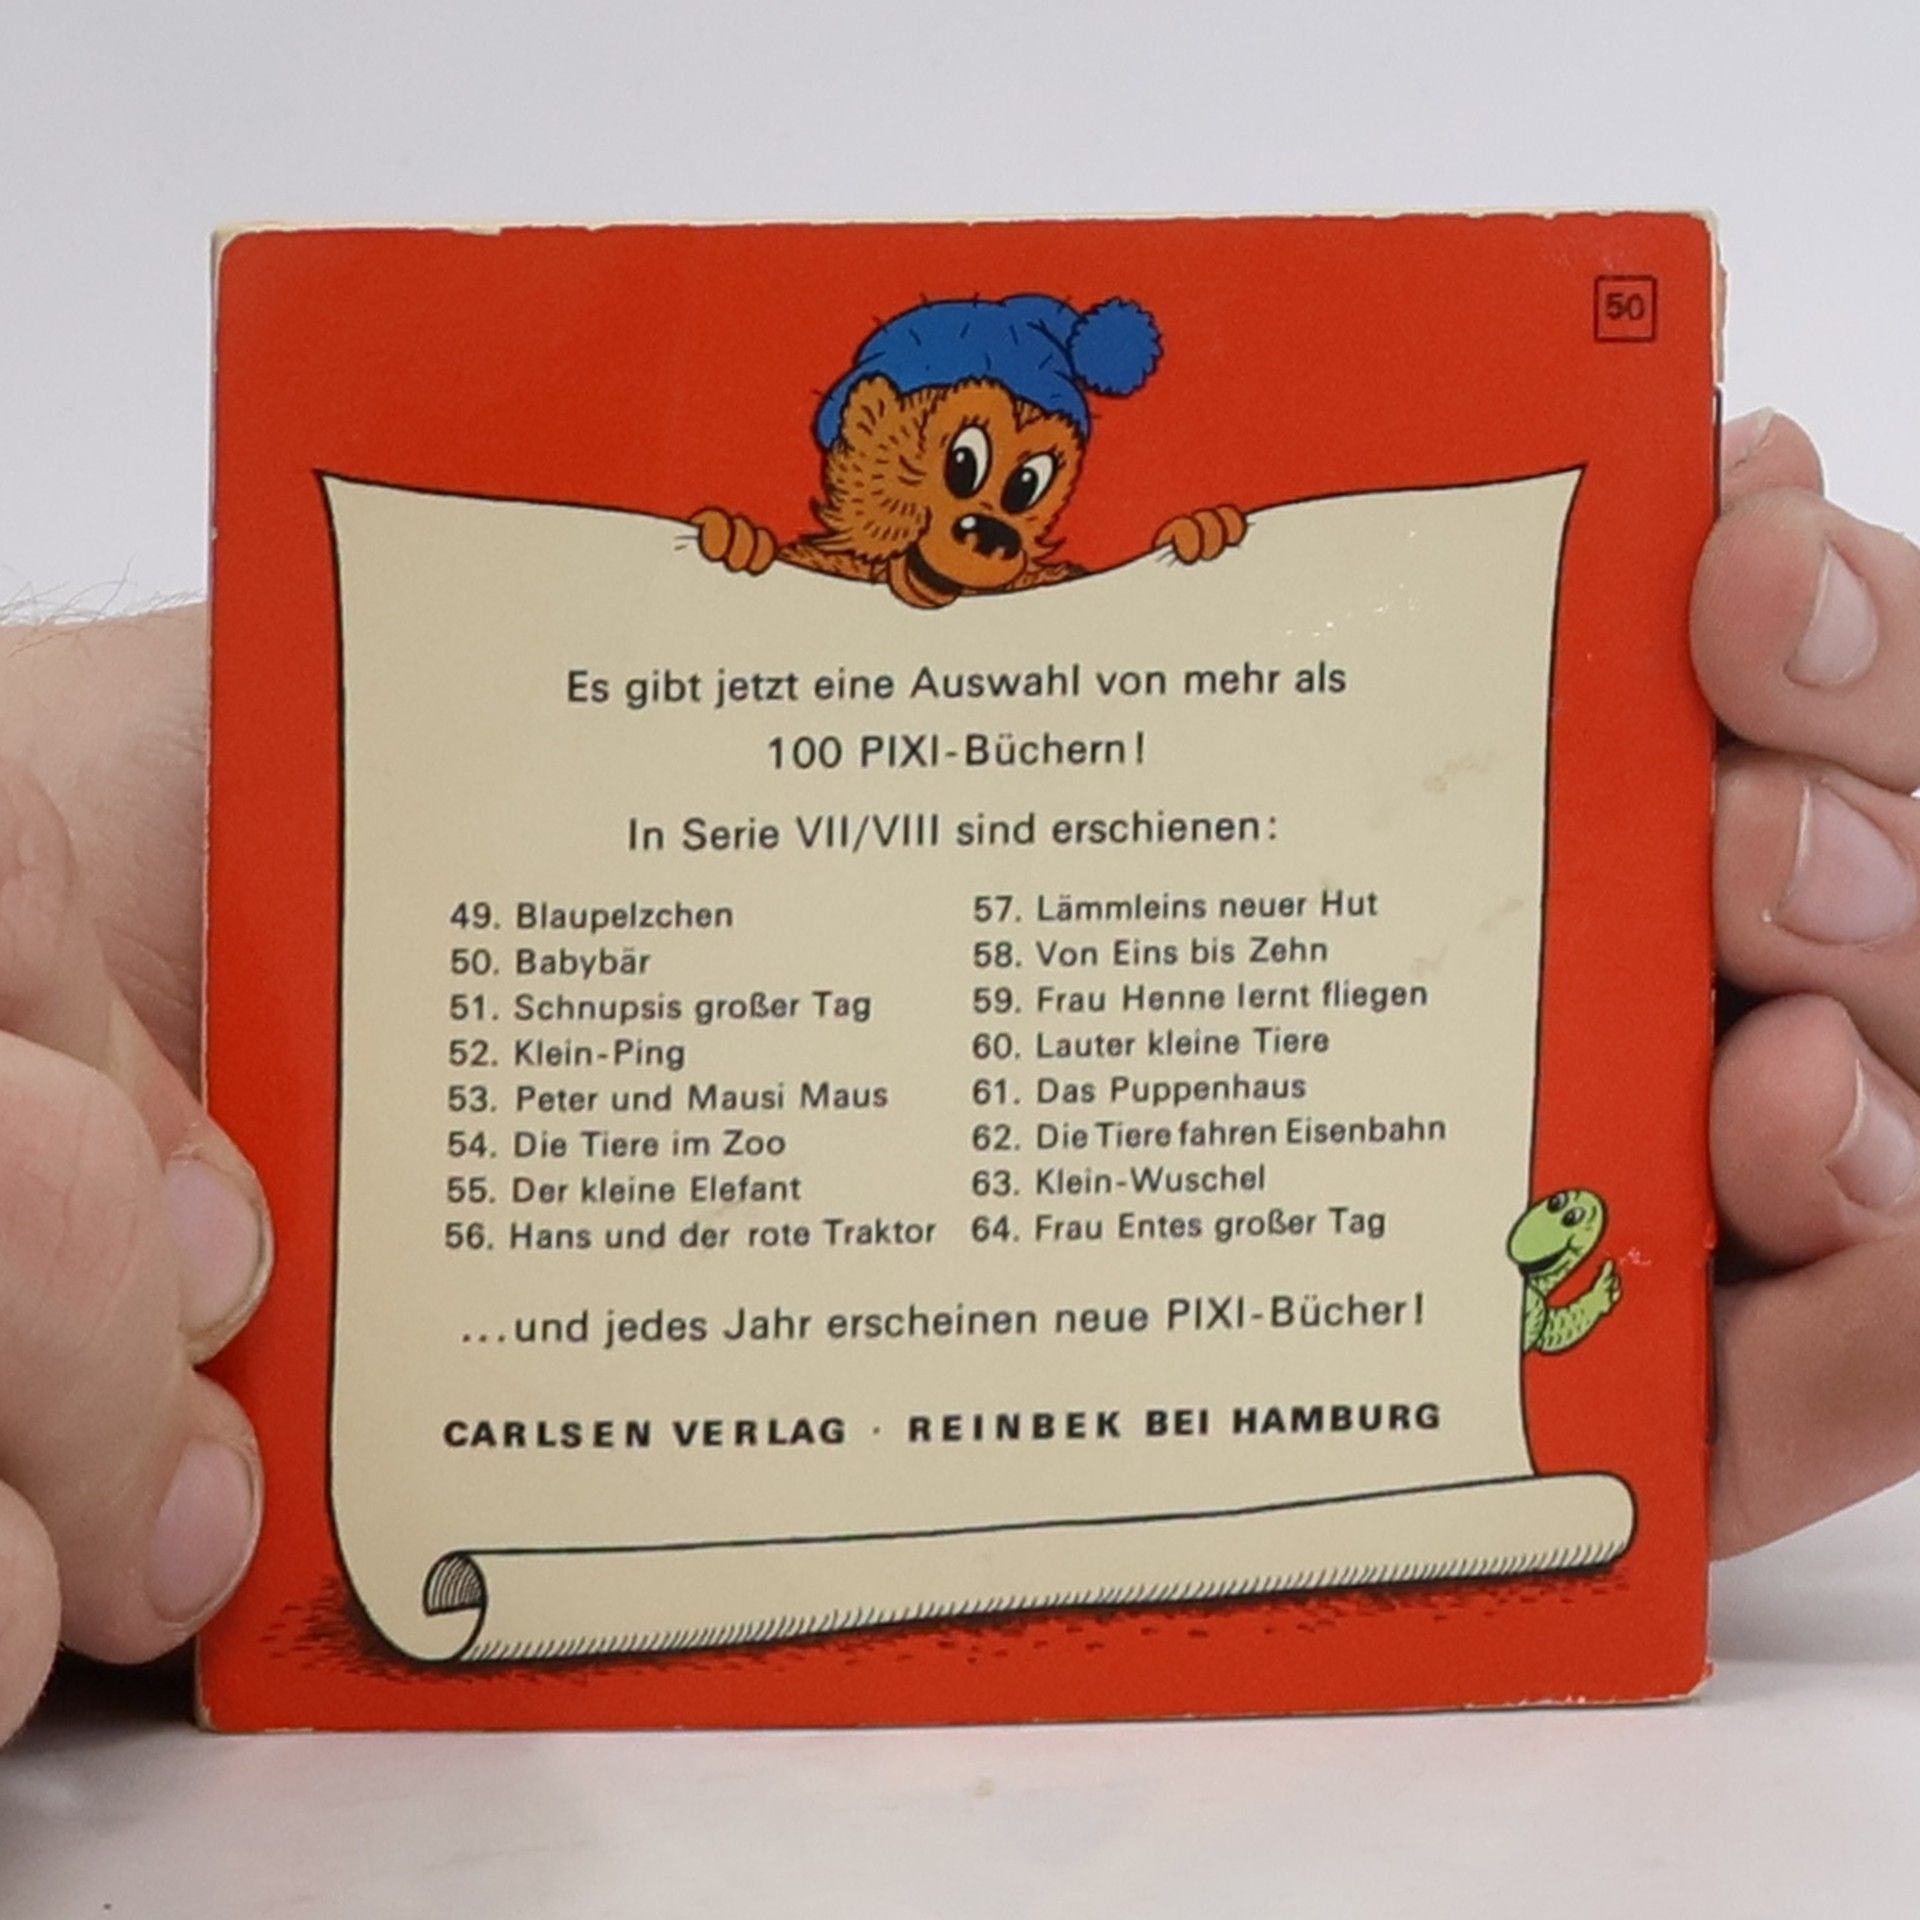 50
Es gibt jetzt eine Auswahl von mehr als
100 PIXI-Büchern!
In Serie VII/VIII sind erschienen:
49. Blaupelzchen
50. Babybär
51. Schnupsis großer Tag
52. Klein-Ping
53. Peter und Mausi Maus
54. Die Tiere im Zoo
55. Der kleine Elefant
56. Hans und der rote Traktor
57. Lämmleins neuer Hut
58. Von Eins bis Zehn
59. Frau Henne lernt fliegen
60. Lauter kleine Tiere
61. Das Puppenhaus
62. Die Tiere fahren Eisenbahn
63. Klein-Wuschel
64. Frau Entes großer Tag
...und jedes Jahr erscheinen neue PIXI-Bücher!
CARLSEN VERLAG · REINBEK BEI HAMBURG